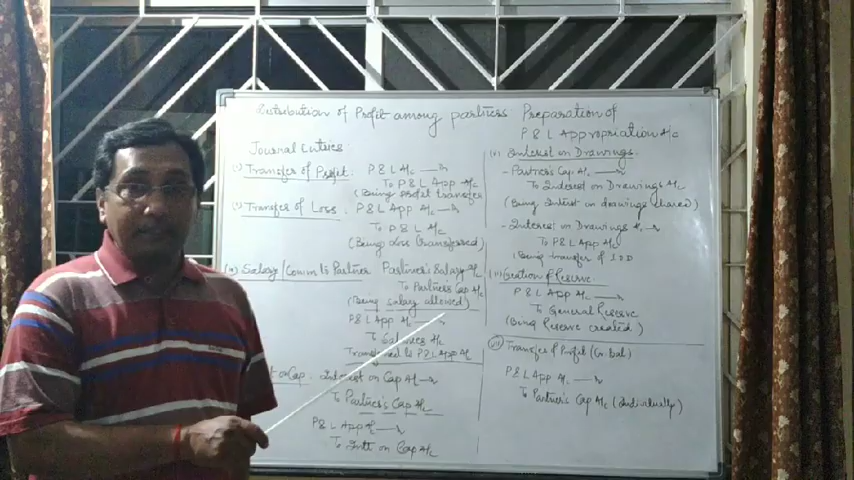 Distribution of Profit among partners: Preparation of
P & L Appropriation A/c
Journal Entries:
(i) Transfer of Profit: P & L A/c — Dr
To P & L App A/c
(Being profit transfer
(ii) Transfer of Loss: P & L App A/c — Dr
To P & L A/c
(Being loss transferred)
(iii) Salary/Comm to Partner Partner's Salary A/c
To Partner's Cap A/c
(Being salary allowed)
P & L App A/c — Dr
To Salaries A/c
Transferred to P & L App A/c
t on Cap: Interest on Cap A/c — Dr
To Partner's Cap A/c
P & L App A/c — Dr
To Intt on Cap A/c
(v) Interest on Drawings:
- Partner's Cap A/c — Dr
To Interest on Drawings A/c
(Being Interest on drawings charged)
- Interest on Drawings A/c — Dr
To P & L App A/c
(Being transfer of IOD
(vi) Creation of Reserve:
P & L App A/c — Dr
To General Reserve
(Being Reserve created)
(vii) Transfer of Profit (Cr. Bal)
P & L App A/c — Dr
To Partner's Cap A/c (Individually)